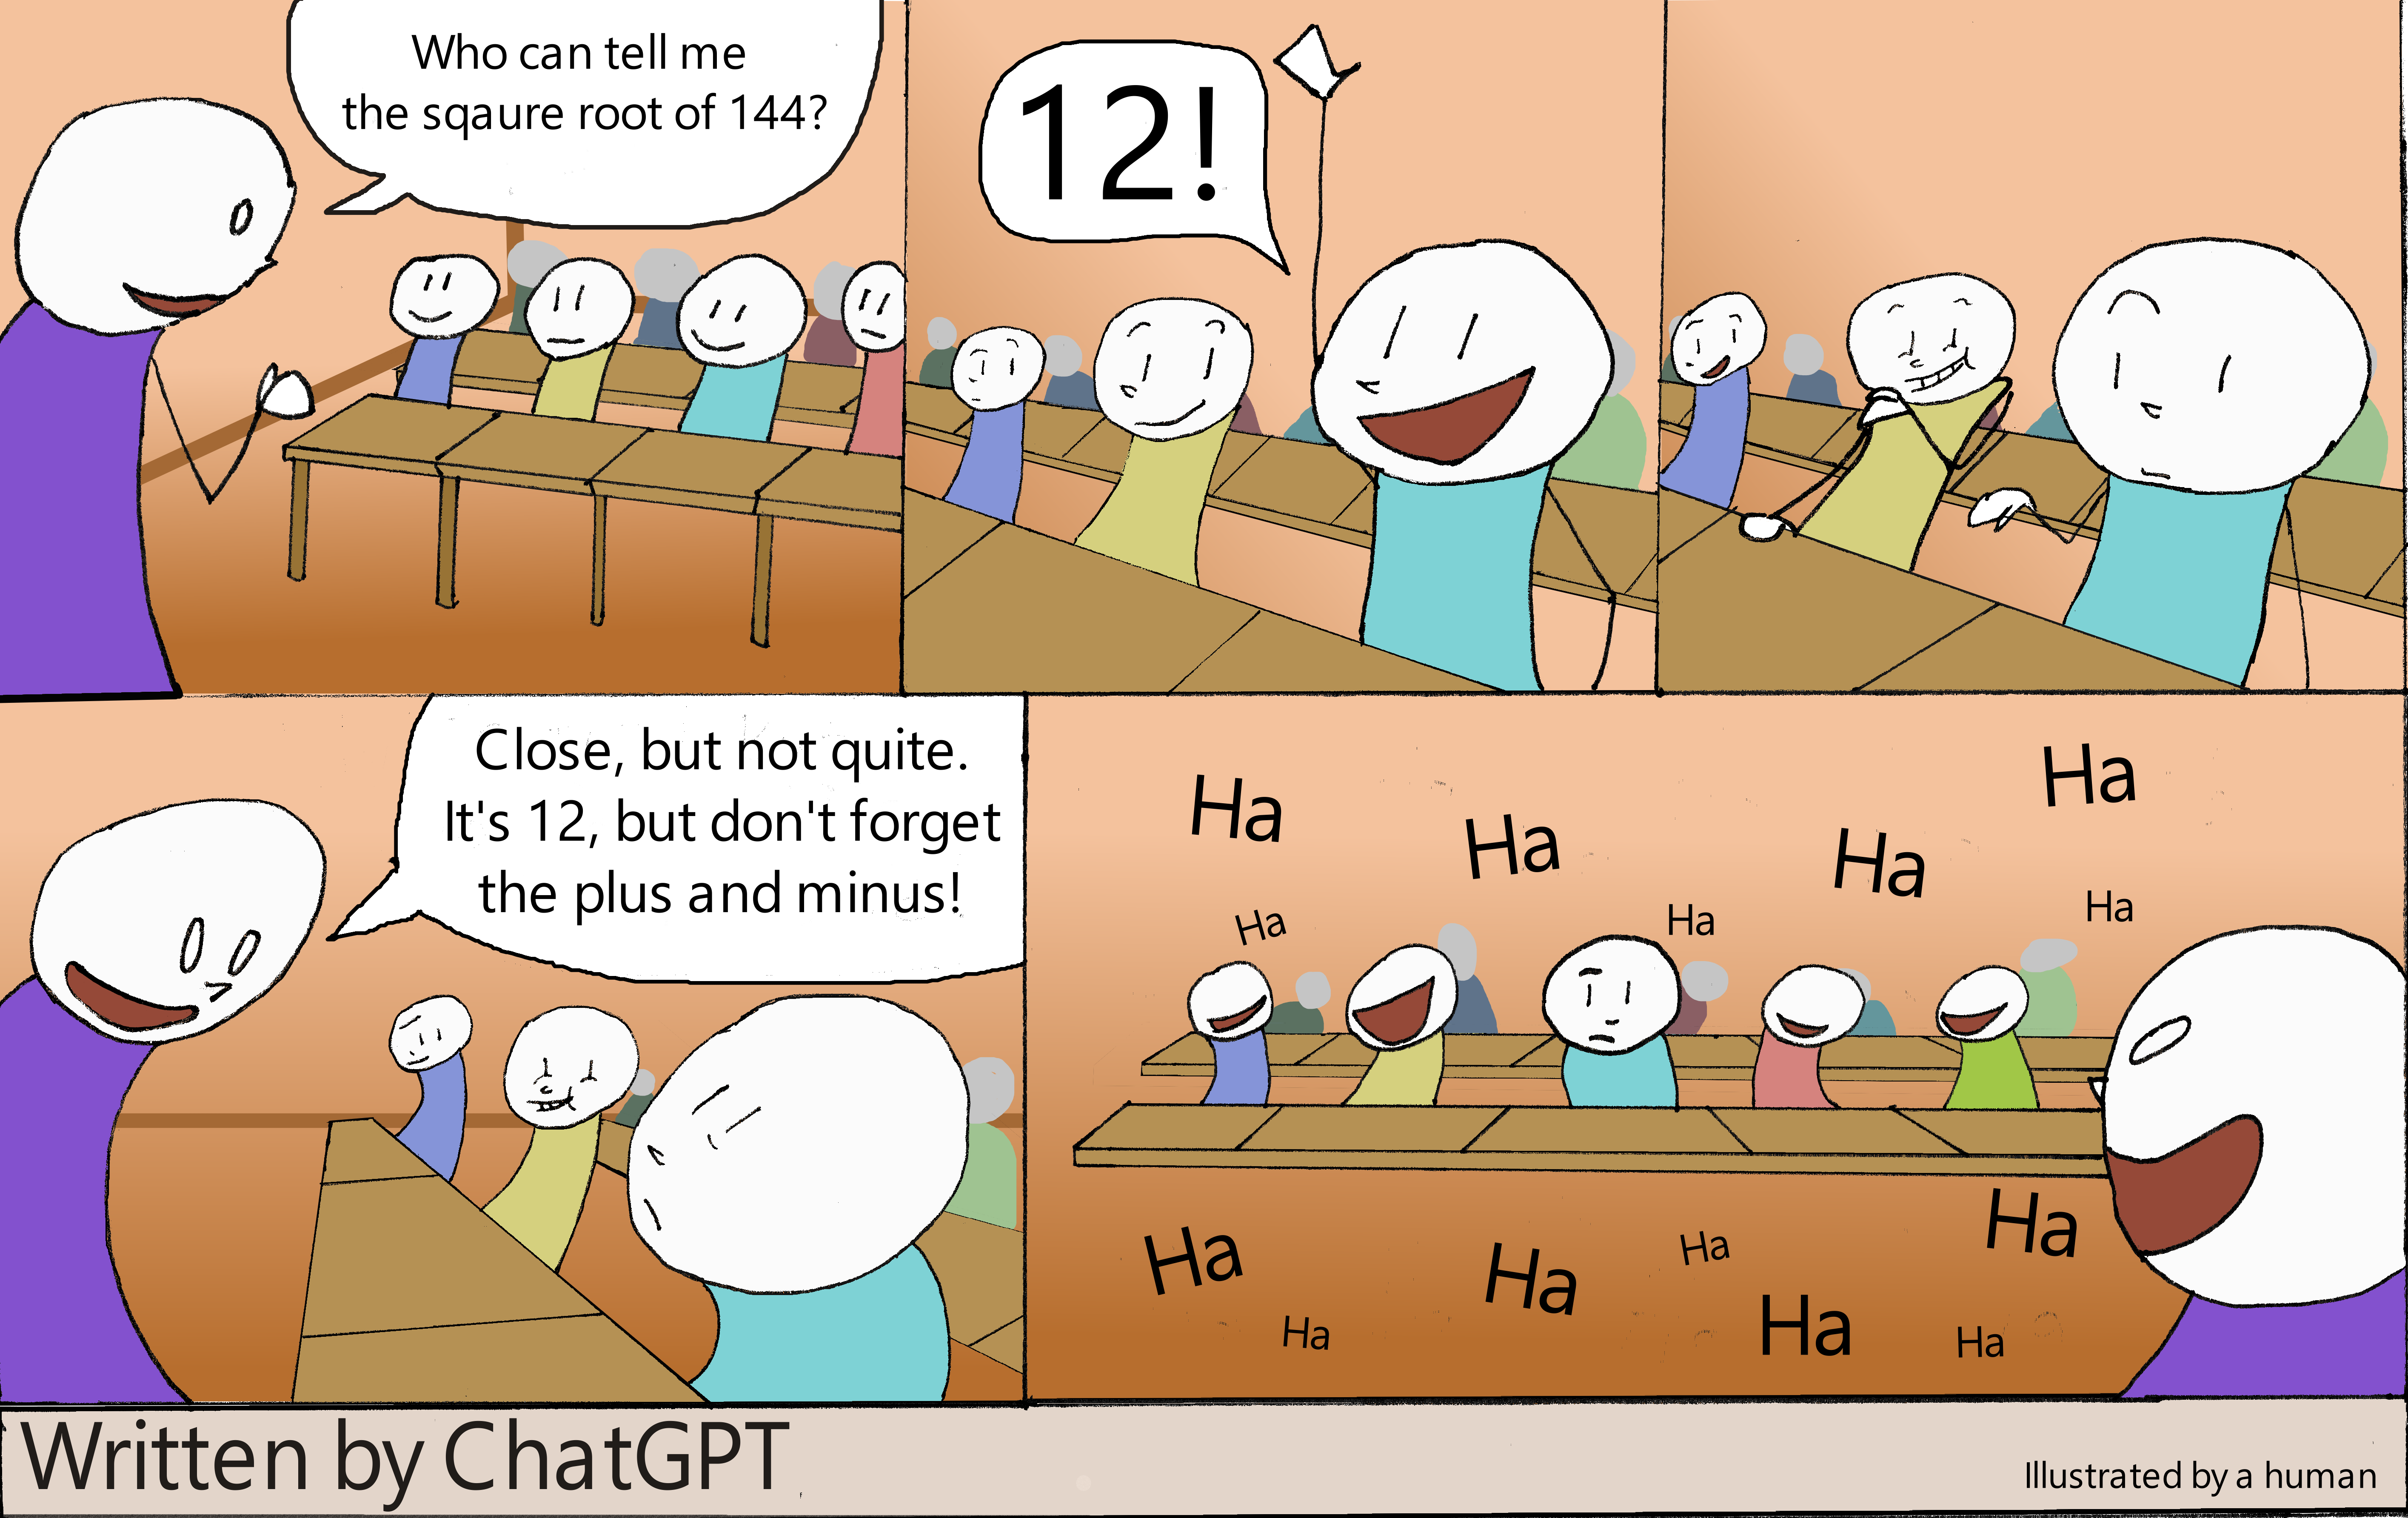 Who can tell me
the sqaure root of 144?
12!
Close, but not quite.
It's 12, but don't forget
the plus and minus!
Ha
Ha
Ha
Ha
Ha
Ha
Ha
Ha
Ha
Ha
Ha
Ha
Ha
Ha
Written by ChatGPT
Illustrated by a human